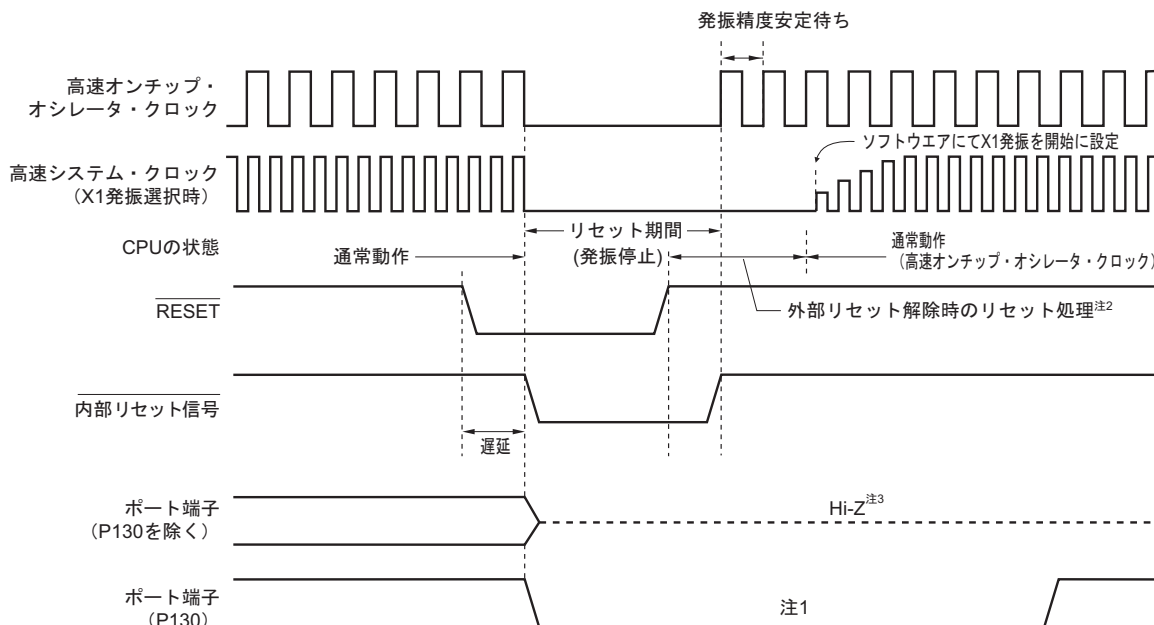 発振精度安定待ち
高速オンチップ・
オシレータ・クロック
ソフトウエアにてX1発振を開始に設定
高速システム・クロック
（X1発振選択時）
CPUの状態
通常動作
リセット期間
(発振停止)
通常動作
（高速オンチップ・オシレータ・クロック）
RESET
外部リセット解除時のリセット処理注2
内部リセット信号
遅延
ポート端子
（P130を除く）
Hi-Z注3
ポート端子
（P130）
注1